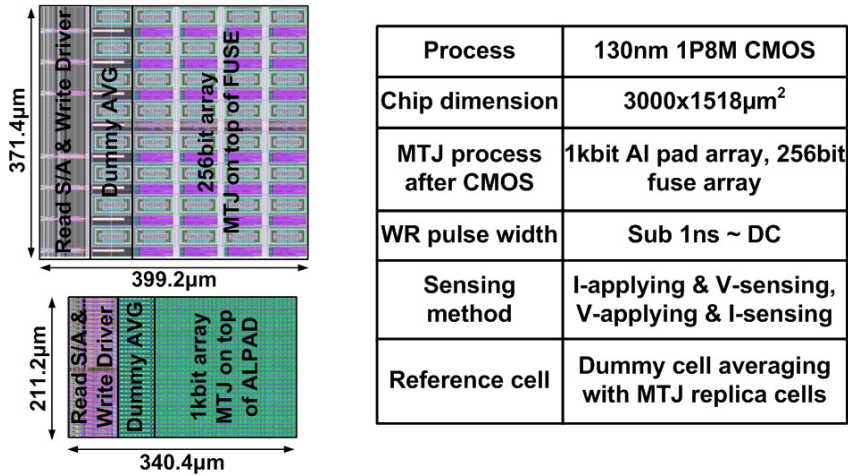 371.4µm
Read S/A & Write Driver
Dummy AVG
256bit array
MTJ on top of FUSE
399.2µm
211.2µm
Read S/A &..
Write Driver
Dummy AVG
1kbit array
MTJ on top
of ALPAD
340.4µm
Process
130nm 1P8M CMOS
Chip dimension
3000x1518µm²
MTJ process
after CMOS
1kbit Al pad array, 256bit
fuse array
WR pulse width
Sub 1ns ~ DC
Sensing
method
I-applying & V-sensing,
V-applying & I-sensing
Reference cell
Dummy cell averaging
with MTJ replica cells